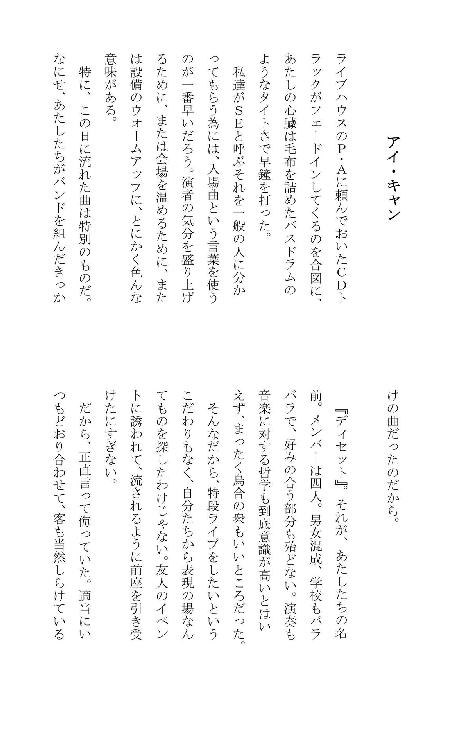 アイ・キャン
ライブハウスのP・Aに頼んでおいたCDト
ラックがフェードインしてくるのを合図に、
あたしの心臓は毛布を詰めたバスドラムの
ようなタイトさで早鐘を打った。
私達がSEと呼ぶそれを一般の人に分か
ってもらう為には、入場曲という言葉を使う
のが一番早いだろう。演者の気分を盛り上げ
るために、または会場を温めるために、また
は設備のウォームアップに、とにかく色んな
意味がある。
特に、この日に流れた曲は特別のものだ。
なにせ、あたしたちがバンドを組んだきっか
けの曲だったのだから。
『ディセット』。それが、あたしたちの名
前。メンバーは四人。男女混成、学校もバラ
バラで、好みの合う部分も殆どない。演奏も
音楽に対する哲学も到底意識が高いとはい
えず、まったく烏合の衆もいいところだった。
そんなだから、特段ライブをしたいという
こだわりもなく、自分たちから表現の場なん
てものを探したわけじゃない。友人のイベン
トに誘われて、流されるように前座を引き受
けたにすぎない。
だから、正直言って侮っていた。適当にい
つもどおり合わせて、客も当然しらけている